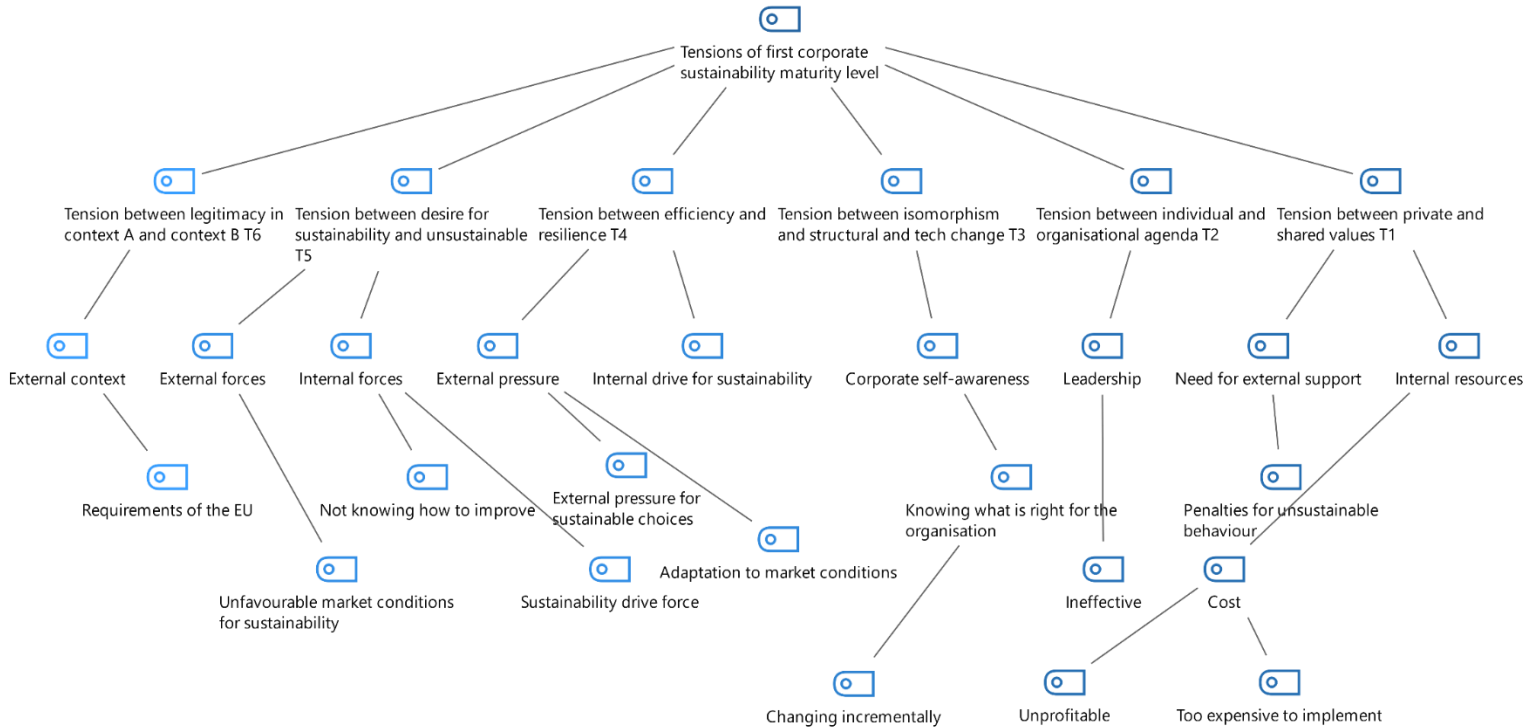 Tensions of first corporate
sustainability maturity level
Tension between legitimacy in
context A and context B T6
Tension between desire for
sustainability and unsustainable
T5
Tension between efficiency and
resilience T4
Tension between isomorphism
and structural and tech change T3
Tension between individual and
organisational agenda T2
Tension between private and
shared values T1
External context
External forces
Internal forces
External pressure
Internal drive for sustainability
Corporate self-awareness
Leadership
Need for external support
Internal resources
Requirements of the EU
Not knowing how to improve
External pressure for
sustainable choices
Knowing what is right for the
organisation
Penalties for unsustainable
behaviour
Unfavourable market conditions
for sustainability
Sustainability drive force
Adaptation to market conditions
Ineffective
Cost
Changing incrementally
Unprofitable
Too expensive to implement